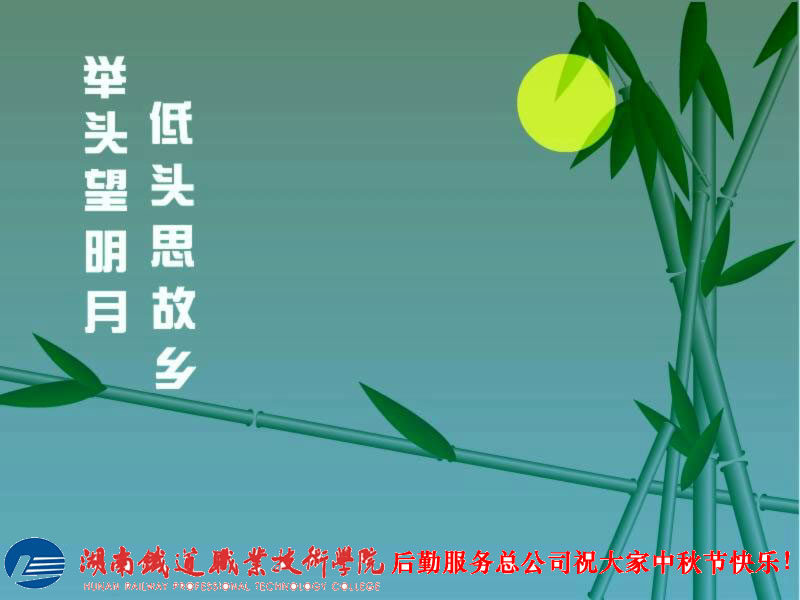 举头望明月
低头思故乡
湖南鐵道職業技術學院
HUNAN RAILWAY PROFESSIONAL TECHNOLOGY COLLEGE
后勤服务总公司祝大家中秋节快乐!